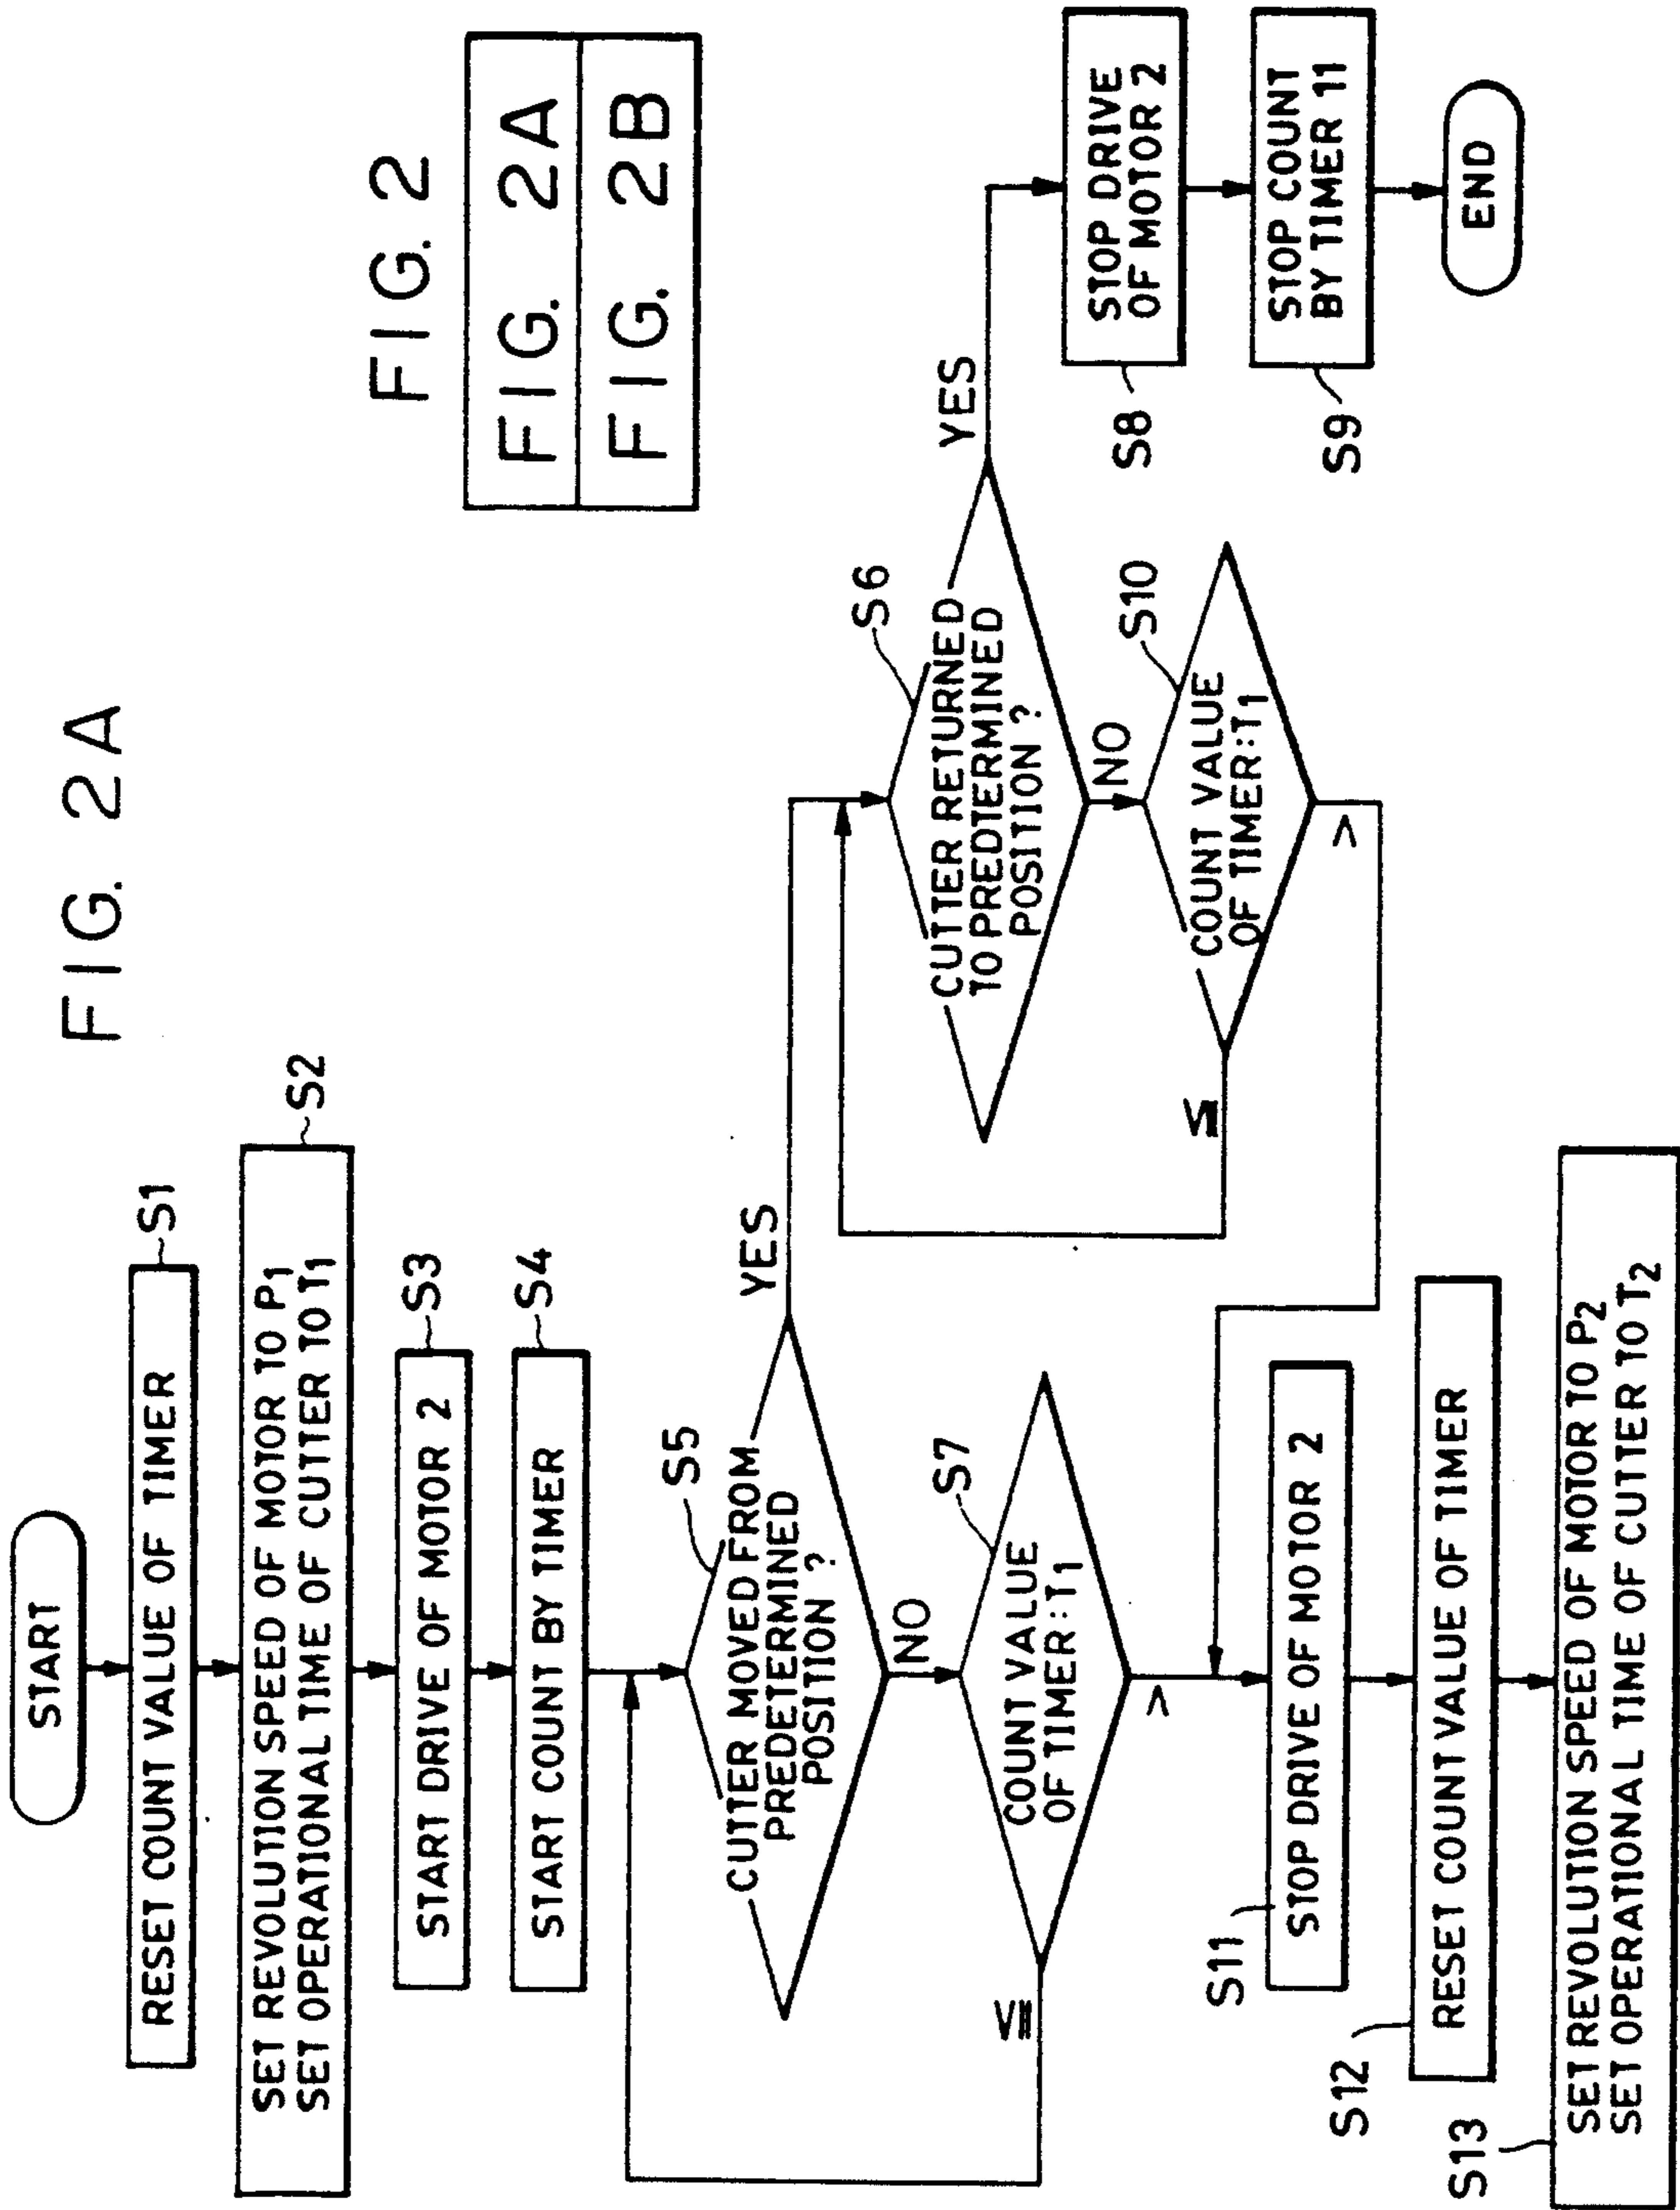 FIG. 2A
FIG. 2
FIG. 2A
FIG. 2B
START
RESET COUNT VALUE OF TIMER
S1
SET REVOLUTION SPEED OF MOTOR TO P1
SET OPERATIONAL TIME OF CUTTER TO T1
S2
START DRIVE OF MOTOR 2
S3
START COUNT BY TIMER
S4
CUTTER MOVED FROM
PREDETERMINED
POSITION ?
S5
YES
NO
COUNT VALUE
OF TIMER:T1
S7
≤
>
CUTTER RETURNED
TO PREDTERMINED
POSITION ?
S6
YES
NO
COUNT VALUE
OF TIMER:T1
S10
≤
>
STOP DRIVE
OF MOTOR 2
S8
STOP COUNT
BY TIMER 11
S9
END
S11
STOP DRIVE OF MOTOR 2
S12
RESET COUNT VALUE OF TIMER
S13
SET REVOLUTION SPEED OF MOTOR TO P2
SET OPERATIONAL TIME OF CUTTER TO T2